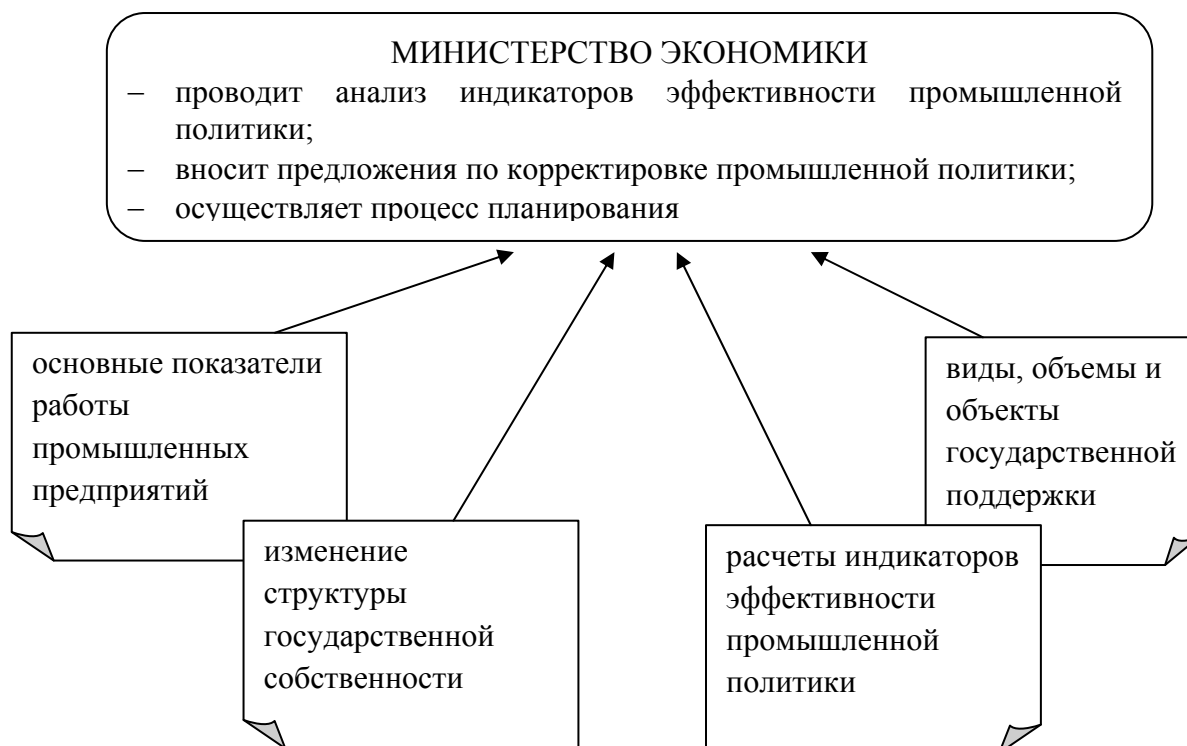 МИНИСТЕРСТВО ЭКОНОМИКИ
– проводит анализ индикаторов эффективности промышленной
политики;
– вносит предложения по корректировке промышленной политики;
– осуществляет процесс планирования
основные показатели
работы
промышленных
предприятий
изменение
структуры
государственной
собственности
расчеты индикаторов
эффективности
промышленной
политики
виды, объемы и
объекты
государственной
поддержки